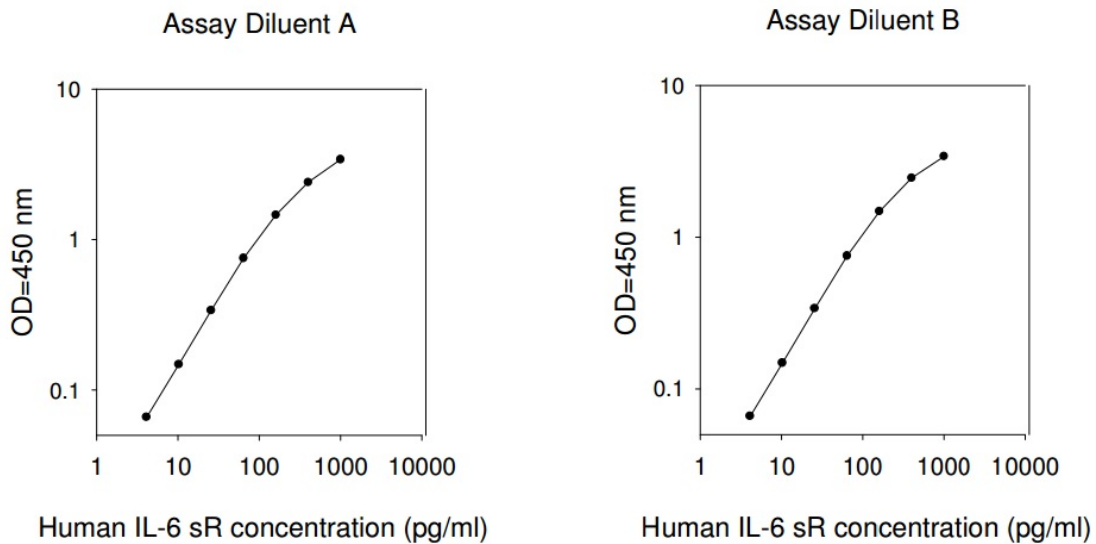 Assay Diluent A
10
1
0.1
OD=450 nm
1 10 100 1000 10000
Human IL-6 sR concentration (pg/ml)
Assay Diluent B
10
1
0.1
OD=450 nm
1 10 100 1000 10000
Human IL-6 sR concentration (pg/ml)